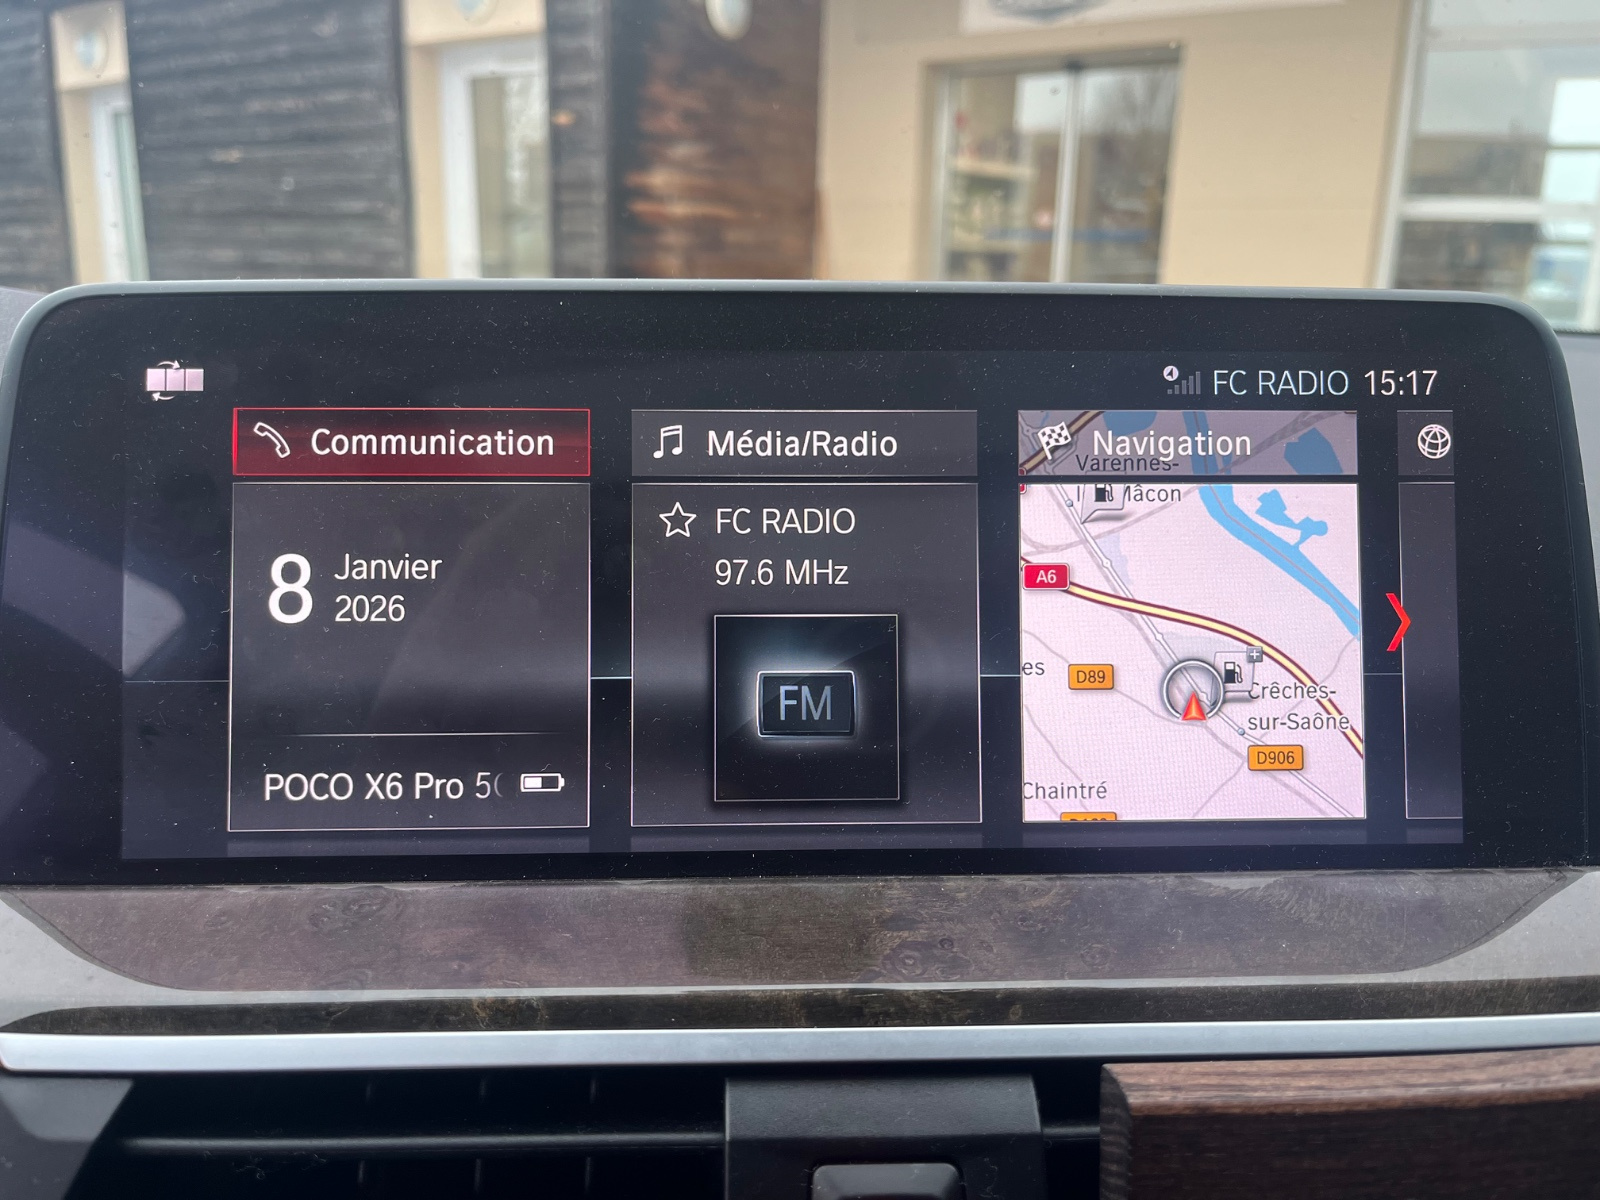 FC RADIO 15:17
Communication
8 Janvier
2026
POCO X6 Pro 5
Média/Radio
FC RADIO
97.6 MHz
FM
Navigation
Varennes-
Mâcon
A6
es
D89
Crêches-
sur-Saône
D906
Chaintré